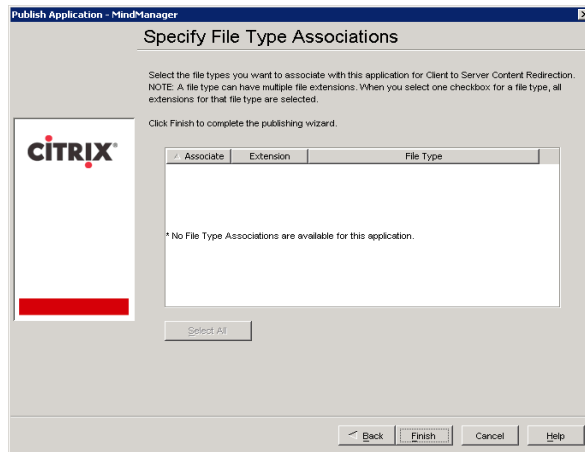 Publish Application - MindManager
Specify File Type Associations
Select the file types you want to associate with this application for Client to Server Content Redirection.
NOTE: A file type can have multiple file extensions. When you select one checkbox for a file type, all
extensions for that file type are selected.
Click Finish to complete the publishing wizard.
CITRIX®
Associate Extension File Type
* No File Type Associations are available for this application.
Select All
Back Finish Cancel Help